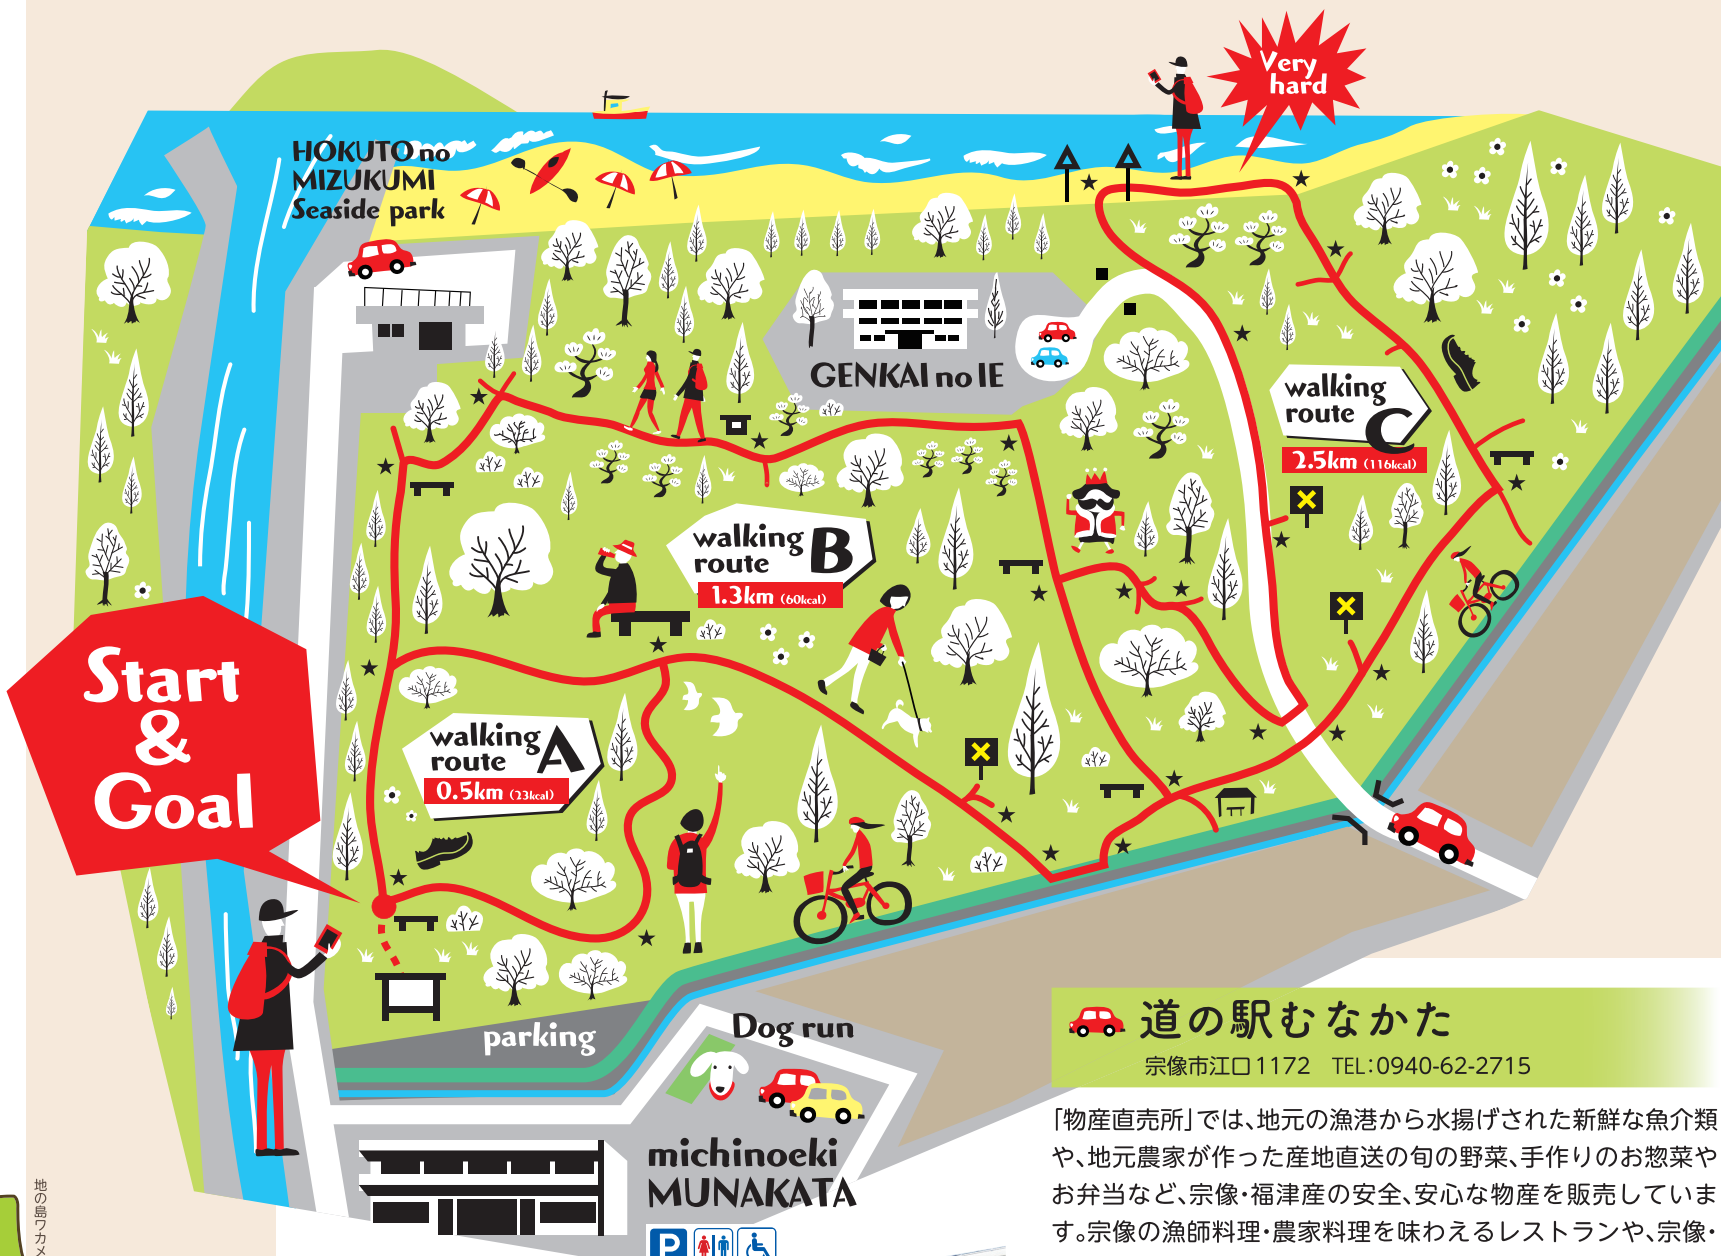 Very
hard
HOKUTO no
MIZUKUMI
Seaside park
GENKAI no IE
walking
route C
2.5km (116kcal)
walking
route B
1.3km (60kcal)
Start
&
Goal
walking
route A
0.5km (23kcal)
parking
Dog run
michinoeki
MUNAKATA
P
道の駅むなかた
宗像市江口1172 TEL:0940-62-2715
「物産直売所」では、地元の漁港から水揚げされた新鮮な魚介類
や、地元農家が作った産地直送の旬の野菜、手作りのお惣菜や
お弁当など、宗像・福津産の安全、安心な物産を販売していま
す。宗像の漁師料理・農家料理を味わえるレストランや、宗像・
地の島ワカメ